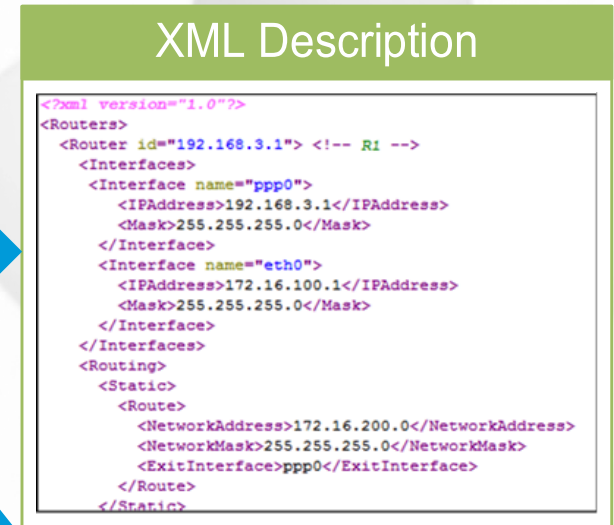 XML Description
<?xml version="1.0"?>
<Routers>
  <Router id="192.168.3.1"> <!-- R1 -->
    <Interfaces>
     <Interface name="ppp0">
        <IPAddress>192.168.3.1</IPAddress>
        <Mask>255.255.255.0</Mask>
      </Interface>
      <Interface name="eth0">
        <IPAddress>172.16.100.1</IPAddress>
        <Mask>255.255.255.0</Mask>
      </Interface>
    </Interfaces>
    <Routing>
      <Static>
        <Route>
          <NetworkAddress>172.16.200.0</NetworkAddress>
          <NetworkMask>255.255.255.0</NetworkMask>
          <ExitInterface>ppp0</ExitInterface>
        </Route>
      </Static>